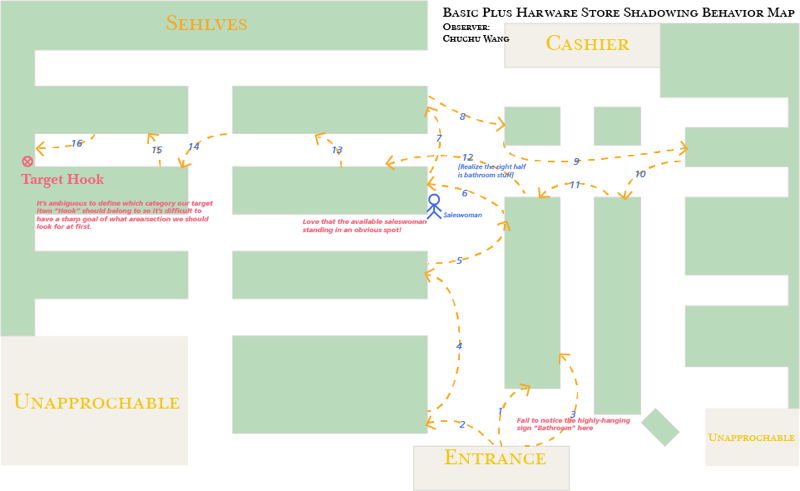 Basic Plus Harware Store Shadowing Behavior Map
Observer:
Chuchu Wang
Sehlves
Cashier
8
7
16
15
14
13
12
[Realize the right half
is bathroom stuff]
9
10
11
Target Hook
6
It's ambiguous to define which category our target
item "Hook" should belong to so it's difficult to
have a sharp goal of what area/section we should
look for at first.
Saleswoman
Love that the available saleswoman
standing in an obvious spot!
5
4
Unapprochable
1
2
3
Fail to notice the highly-hanging
sign "Bathroom" here
Unapprochable
Entrance